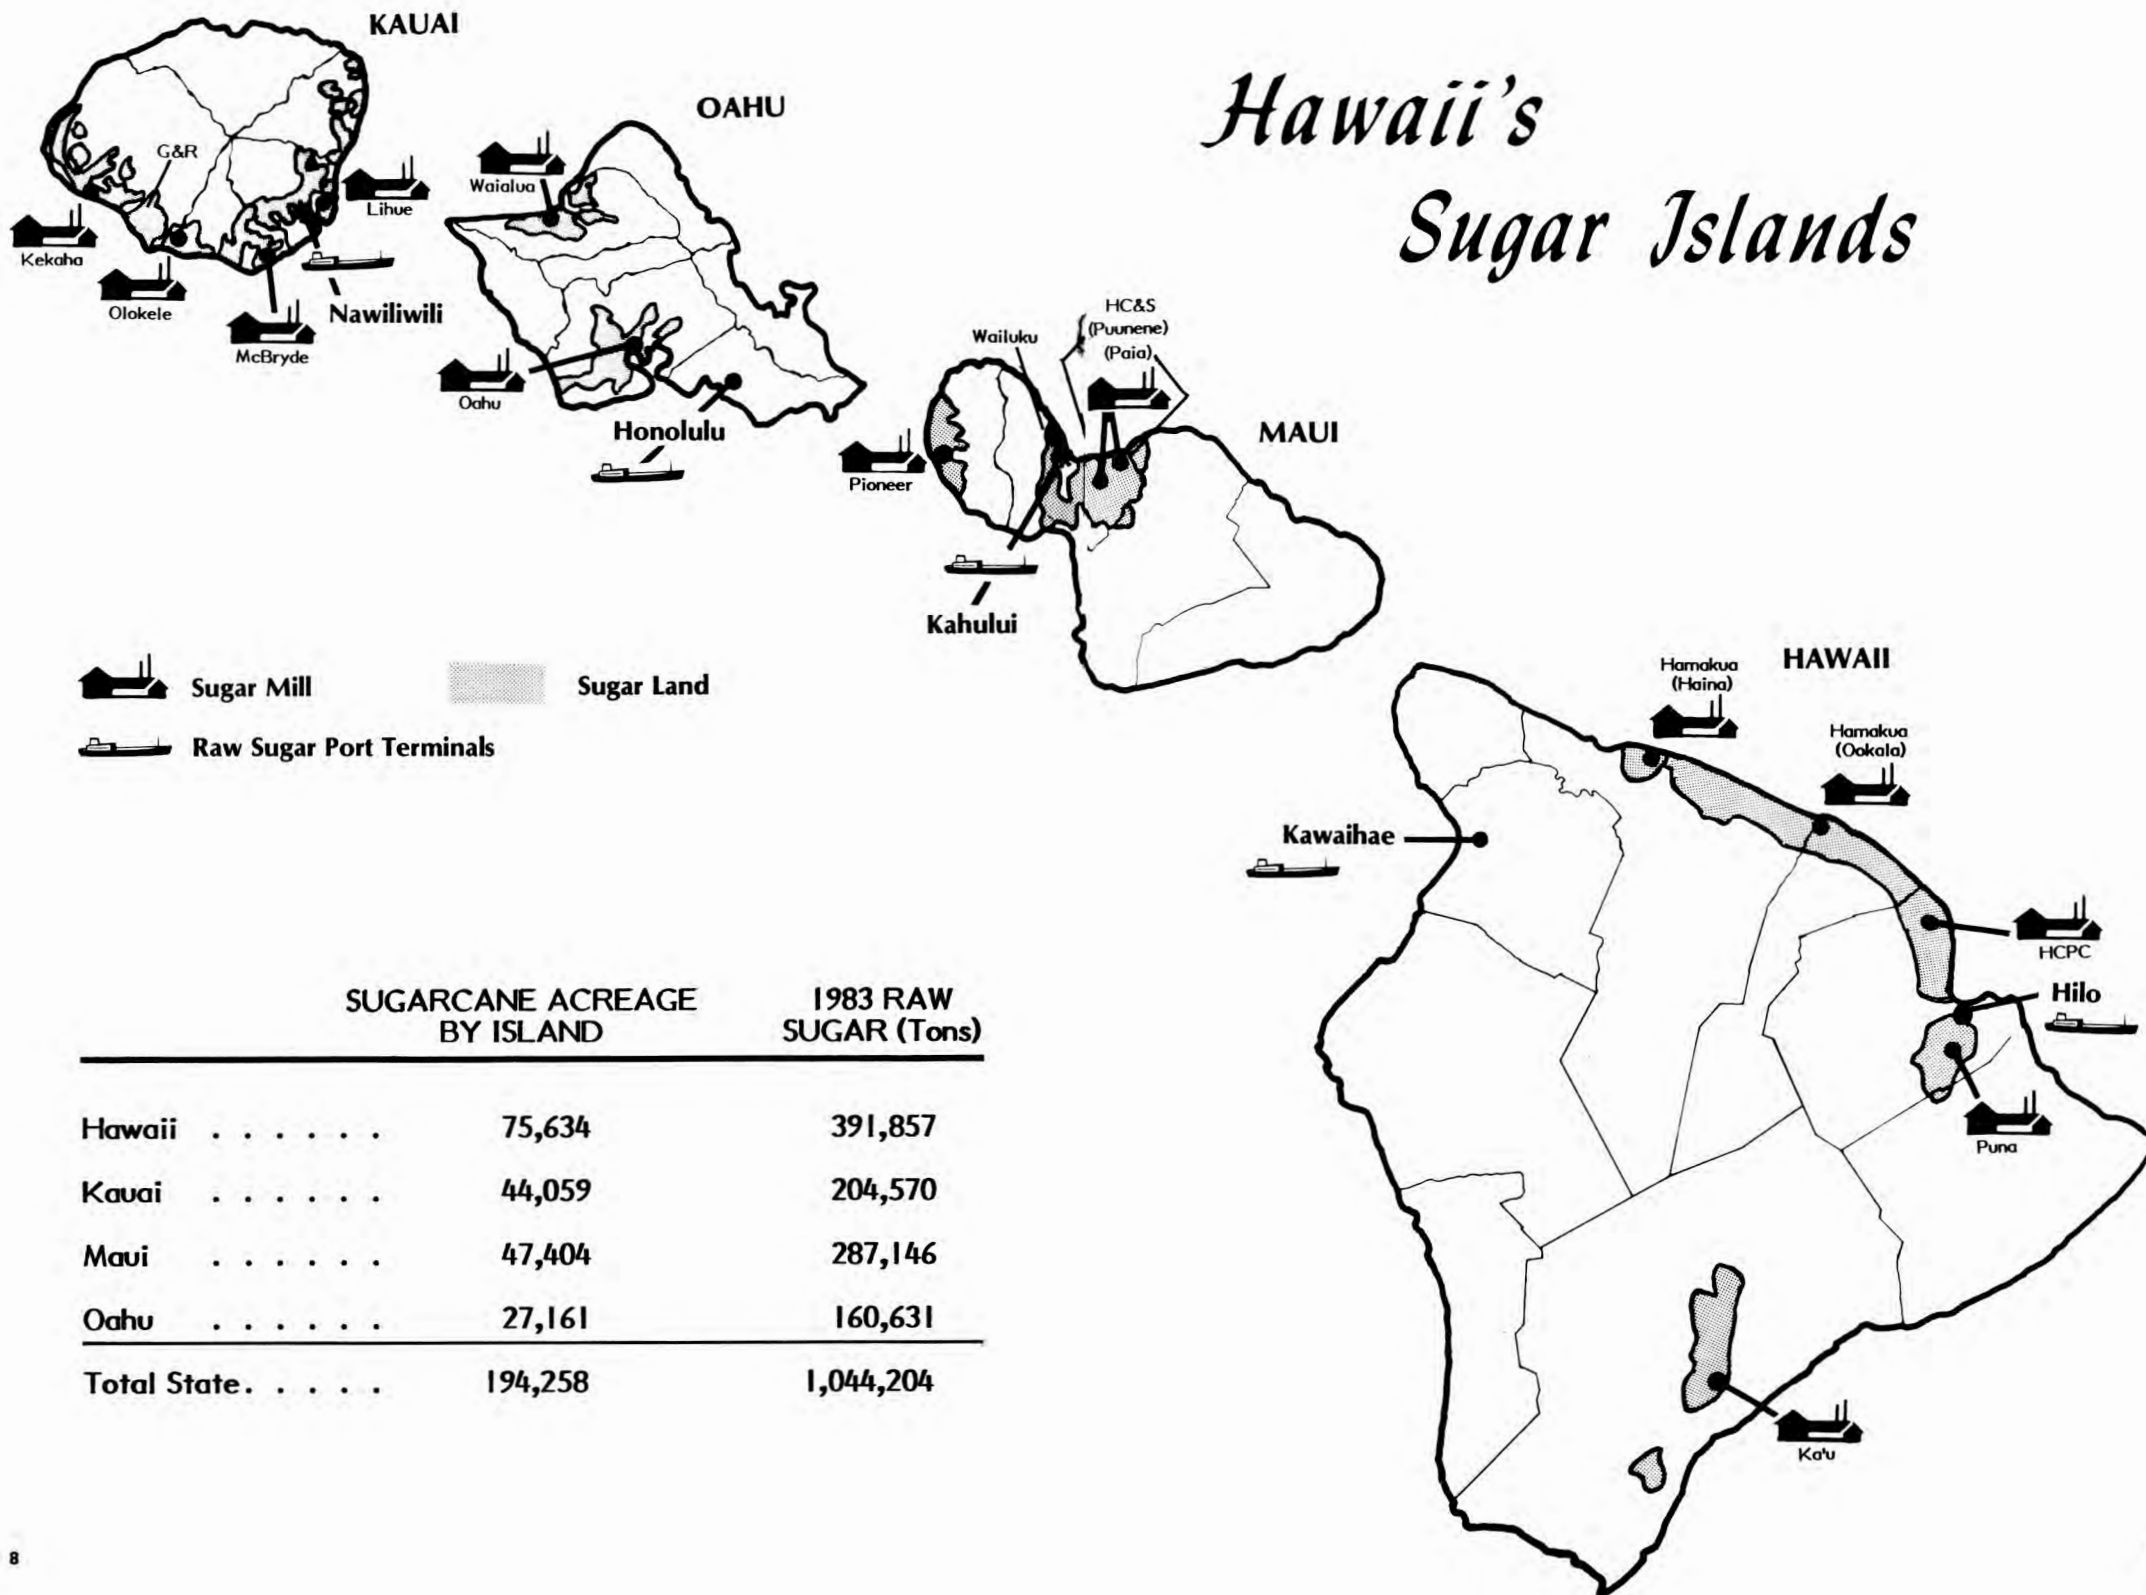 Hawaii's
Sugar Islands
KAUAI
G&R
Lihue
Kekaha
Olokele
McBryde
Nawiliwili
OAHU
Waialua
Oahu
Honolulu
MAUI
Wailuku
HC&S
(Puunene)
(Paia)
Pioneer
Kahului
Sugar Mill
Sugar Land
Raw Sugar Port Terminals
HAWAII
Hamakua
(Haina)
Hamakua
(Ookala)
Kawaihae
HCPC
Hilo
Puna
Ka'u
SUGARCANE ACREAGE BY ISLAND
1983 RAW SUGAR (Tons)
Hawaii . . . . . . 75,634 391,857
Kauai . . . . . . 44,059 204,570
Maui . . . . . . 47,404 287,146
Oahu . . . . . . 27,161 160,631
Total State. . . . . 194,258 1,044,204
8